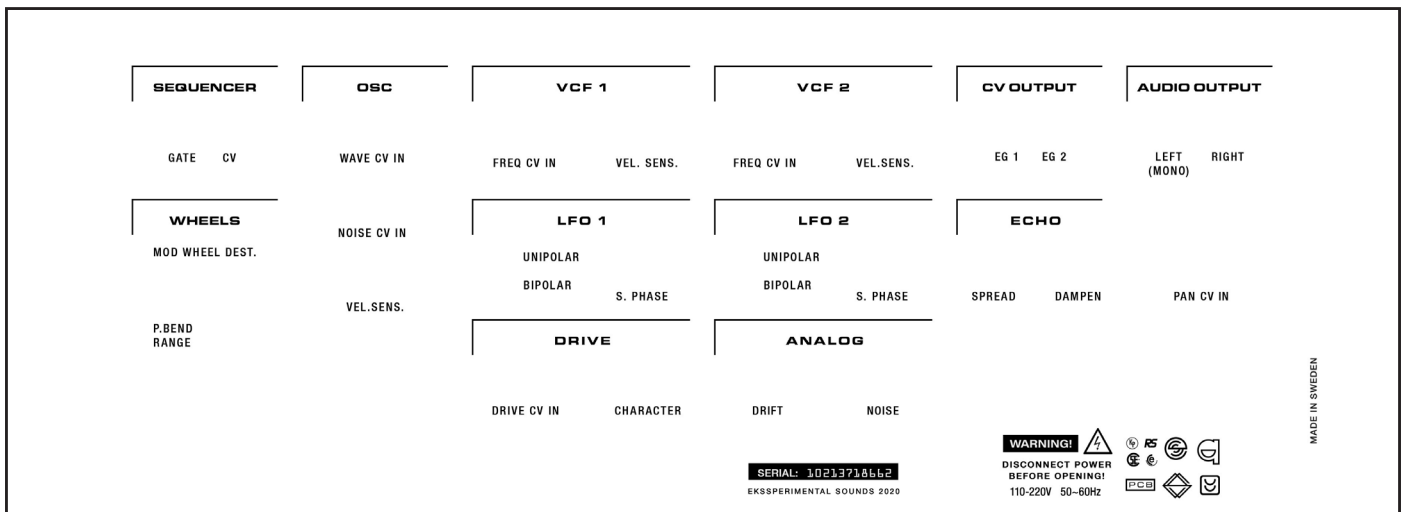 SEQUENCER
GATE CV
WHEELS
MOD WHEEL DEST.
P.BEND
RANGE
OSC
WAVE CV IN
NOISE CV IN
VEL.SENS.
VCF 1
FREQ CV IN VEL. SENS.
LFO 1
UNIPOLAR
BIPOLAR
S. PHASE
DRIVE
DRIVE CV IN CHARACTER
VCF 2
FREQ CV IN VEL.SENS.
LFO 2
UNIPOLAR
BIPOLAR
S. PHASE
ANALOG
DRIFT NOISE
CV OUTPUT
EG 1 EG 2
ECHO
SPREAD DAMPEN
AUDIO OUTPUT
LEFT RIGHT
(MONO)
PAN CV IN
MADE IN SWEDEN
SERIAL: 10213718662
EKSSPERIMENTAL SOUNDS 2020
WARNING!
DISCONNECT POWER
BEFORE OPENING!
110-220V 50~60Hz
RS
PCB